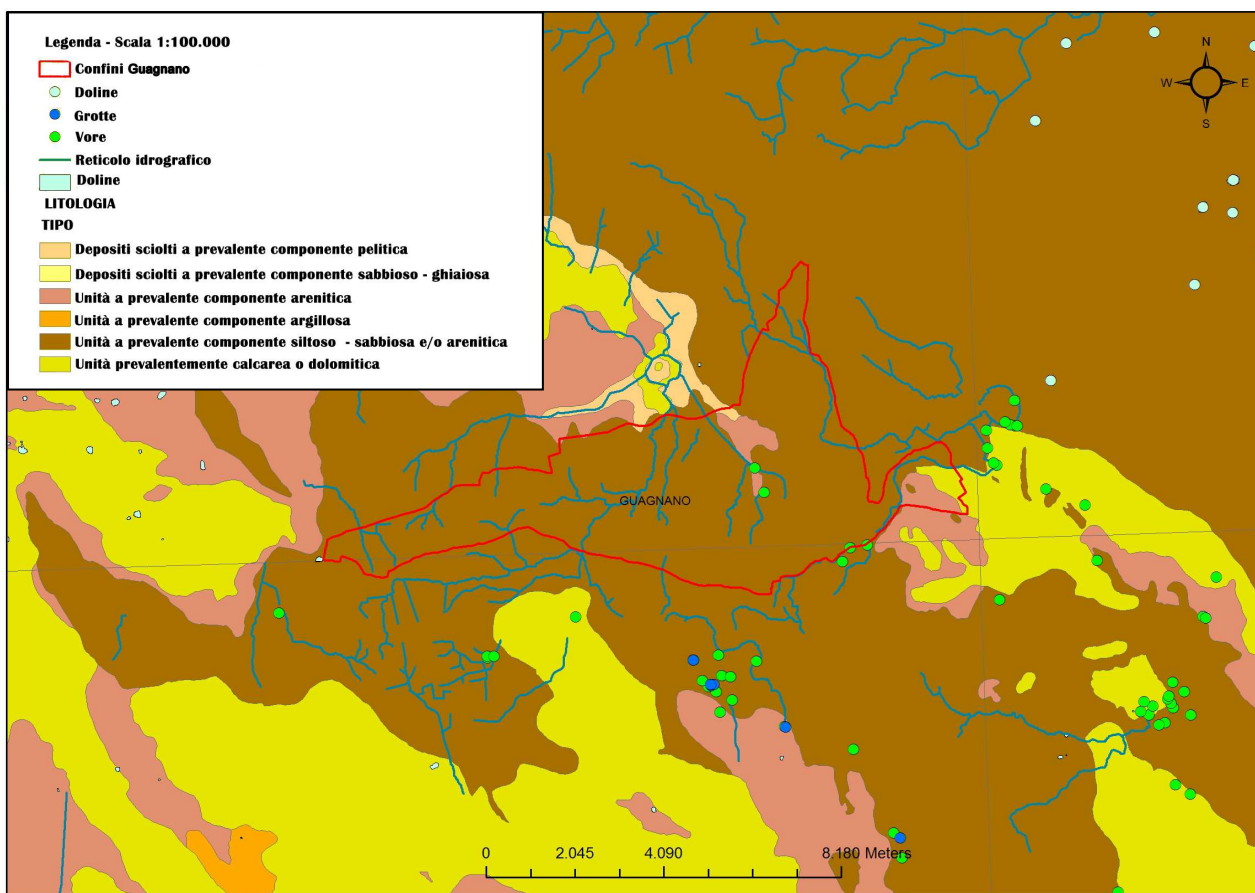 Legenda - Scala 1:100.000
Confini Guagnano
Doline
Grotte
Vore
Reticolo idrografico
Doline
LITOLOGIA
TIPO
Depositi sciolti a prevalente componente pelitica
Depositi sciolti a prevalente componente sabbioso - ghiaiosa
Unità a prevalente componente arenitica
Unità a prevalente componente argillosa
Unità a prevalente componente siltoso - sabbiosa e/o arenitica
Unità prevalentemente calcarea o dolomitica
N
W E
S
GUAGNANO
0 2.045 4.090 8.180 Meters